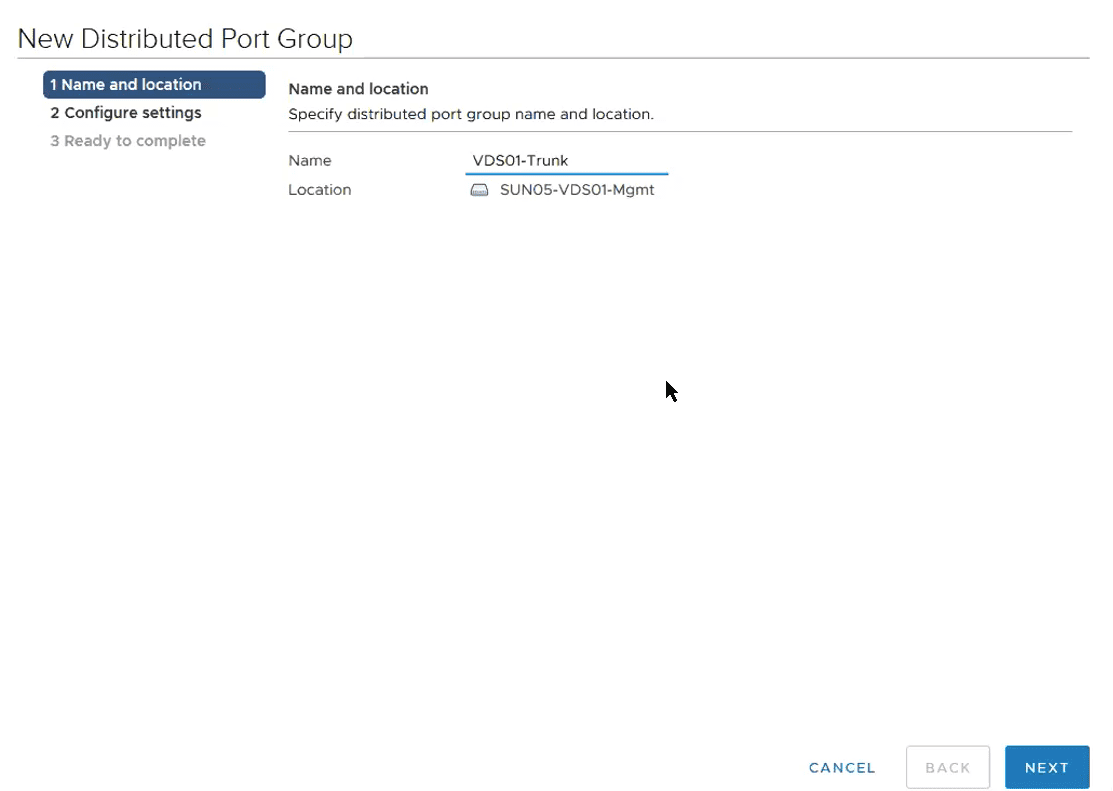 New Distributed Port Group
1 Name and location
2 Configure settings
3 Ready to complete
Name and location
Specify distributed port group name and location.
Name VDS01-Trunk
Location SUN05-VDS01-Mgmt
CANCEL BACK NEXT